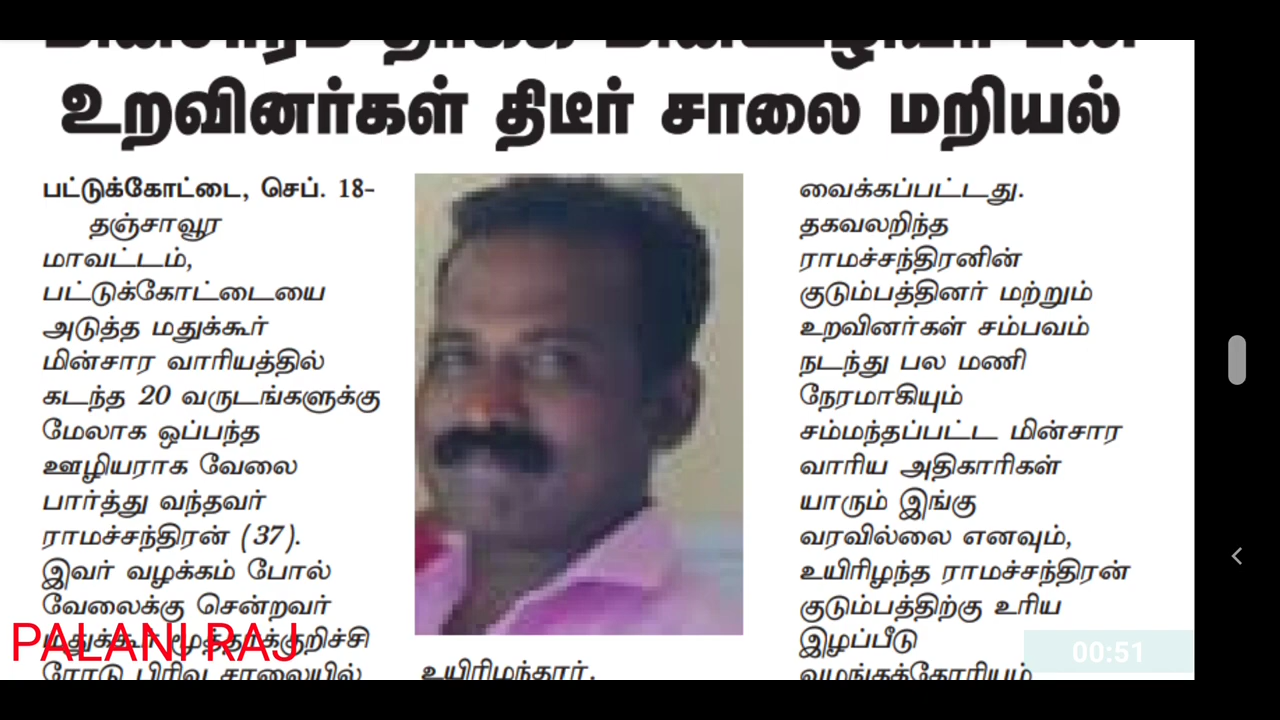 உறவினர்கள் திடீர் சாலை மறியல்
பட்டுக்கோட்டை, செப். 18-
தஞ்சாவூர
மாவட்டம்,
பட்டுக்கோட்டையை
அடுத்த மதுக்கூர்
மின்சார வாரியத்தில்
கடந்த 20 வருடங்களுக்கு
மேலாக ஒப்பந்த
ஊழியராக வேலை
பார்த்து வந்தவர்
ராமச்சந்திரன் (37).
இவர் வழக்கம் போல்
வேலைக்கு சென்றவர்
மதுக்கூர் மூத்தாக்குறிச்சி
ரோடு பிரிவு சாலையில்
உயிரிழந்தார்.
வைக்கப்பட்டது.
தகவலறிந்த
ராமச்சந்திரனின்
குடும்பத்தினர் மற்றும்
உறவினர்கள் சம்பவம்
நடந்து பல மணி
நேரமாகியும்
சம்மந்தப்பட்ட மின்சார
வாரிய அதிகாரிகள்
யாரும் இங்கு
வரவில்லை எனவும்,
உயிரிழந்த ராமச்சந்திரன்
குடும்பத்திற்கு உரிய
இழப்பீடு
வழங்கக்கோரியும்
PALANI RAJ
00:51